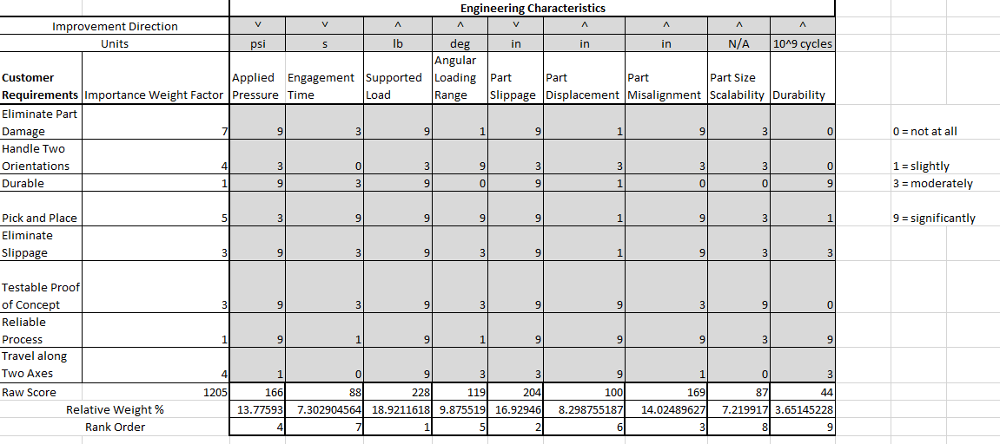 Engineering Characteristics
Improvement Direction v v ^ ^ v ^ ^ ^ ^
Units psi s lb deg in in in N/A 10^9 cycles
Angular
Customer Applied Engagement Supported Loading Part Part Part Part Size
Requirements Importance Weight Factor Pressure Time Load Range Slippage Displacement Misalignment Scalability Durability
Eliminate Part
Damage 7 9 3 9 1 9 1 9 3 0 0 = not at all
Handle Two
Orientations 4 3 0 3 9 3 3 3 3 0 1 = slightly
Durable 1 9 3 9 0 9 1 0 0 9 3 = moderately
Pick and Place 5 3 9 9 9 9 1 9 3 1 9 = significantly
Eliminate
Slippage 3 9 3 9 3 9 1 9 3 3
Testable Proof
of Concept 3 9 3 9 3 9 9 3 9 0
Reliable
Process 1 9 1 9 1 9 9 9 3 9
Travel along
Two Axes 4 1 0 9 3 3 9 1 0 3
Raw Score 1205 166 88 228 119 204 100 169 87 44
Relative Weight % 13.77593 7.302904564 18.9211618 9.875519 16.92946 8.298755187 14.02489627 7.219917 3.65145228
Rank Order 4 7 1 5 2 6 3 8 9